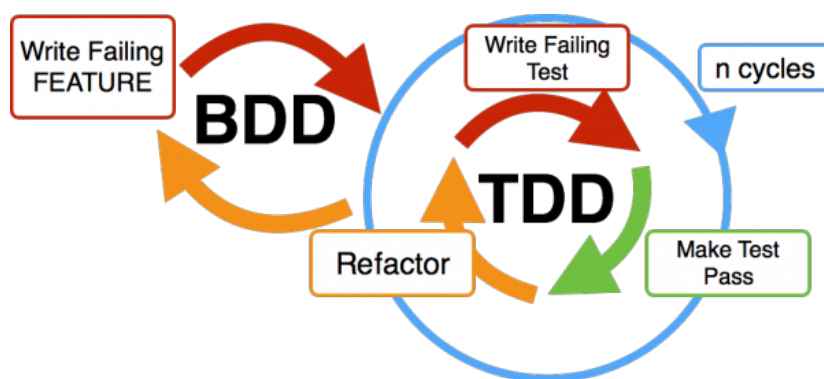 Write Failing
FEATURE
BDD
Write Failing
Test
n cycles
TDD
Refactor
Make Test
Pass